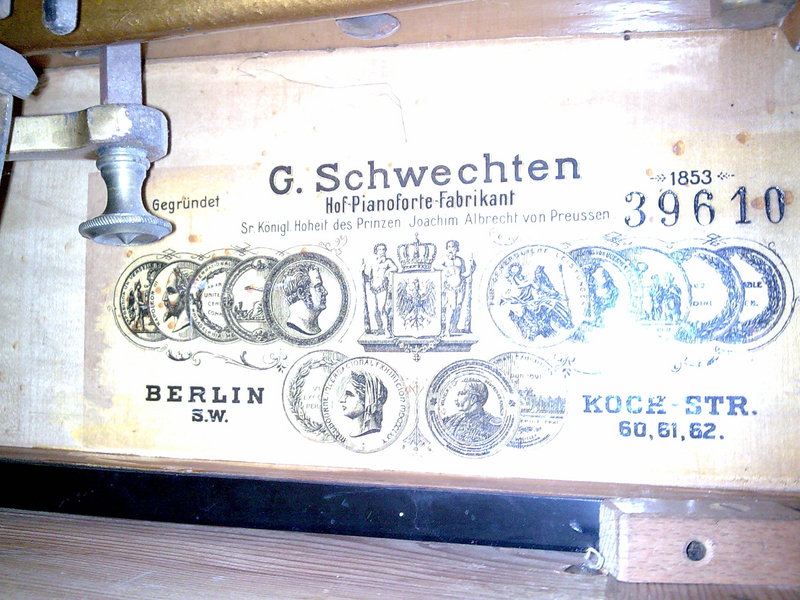 G. Schwechten
Hof-Pianoforte-Fabrikant
Sr Königl. Hoheit des Prinzen Joachim Albrecht von Preussen
Gegründet
1853
39610
BERLIN
S.W.
KOCH-STR.
60, 61, 62.